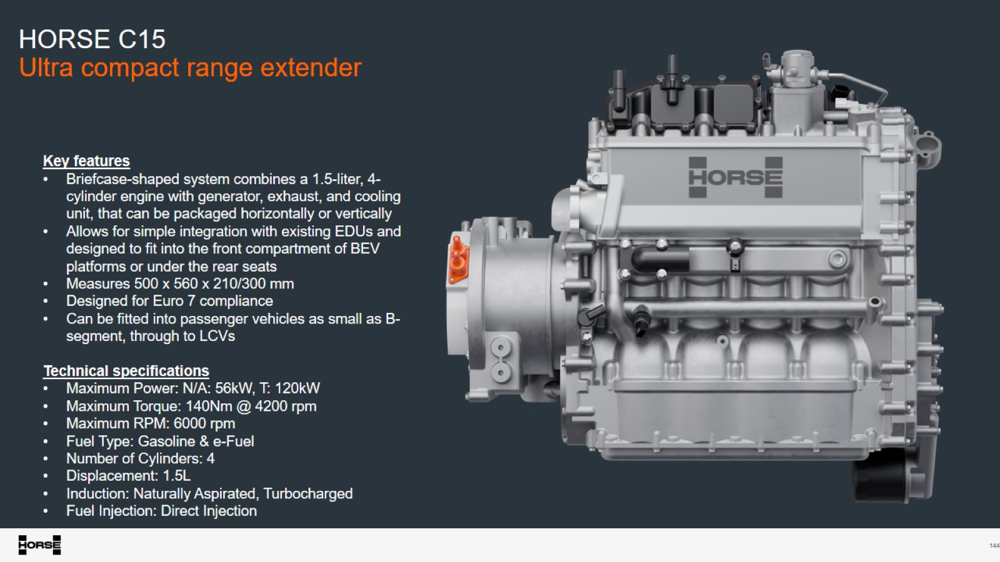 HORSE C15
Ultra compact range extender
Key features
• Briefcase-shaped system combines a 1.5-liter, 4-
cylinder engine with generator, exhaust, and cooling
unit, that can be packaged horizontally or vertically
• Allows for simple integration with existing EDUs and
designed to fit into the front compartment of BEV
platforms or under the rear seats
• Measures 500 x 560 x 210/300 mm
• Designed for Euro 7 compliance
• Can be fitted into passenger vehicles as small as B-
segment, through to LCVs
Technical specifications
• Maximum Power: N/A: 56kW, T: 120kW
• Maximum Torque: 140Nm @ 4200 rpm
• Maximum RPM: 6000 rpm
• Fuel Type: Gasoline & e-Fuel
• Number of Cylinders: 4
• Displacement: 1.5L
• Induction: Naturally Aspirated, Turbocharged
• Fuel Injection: Direct Injection
HORSE
HORSE
144